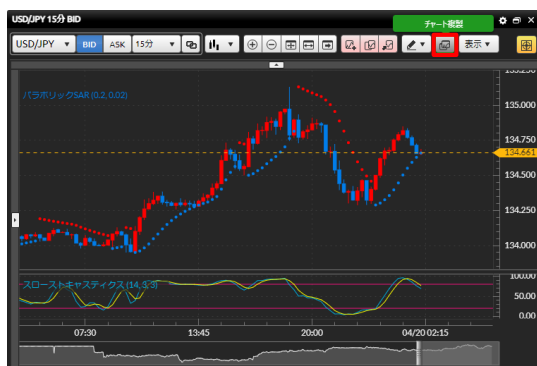 USD/JPY 15分 BID
チャート複製
USD/JPY BID ASK 15分 表示
パラボリックSAR (0.2, 0.02)
135.000
134.750
134.661
134.500
134.250
134.000
スローストキャスティクス (14, 3, 3)
100.00
50.00
0.00
07:30 13:45 20:00 04/20 02:15